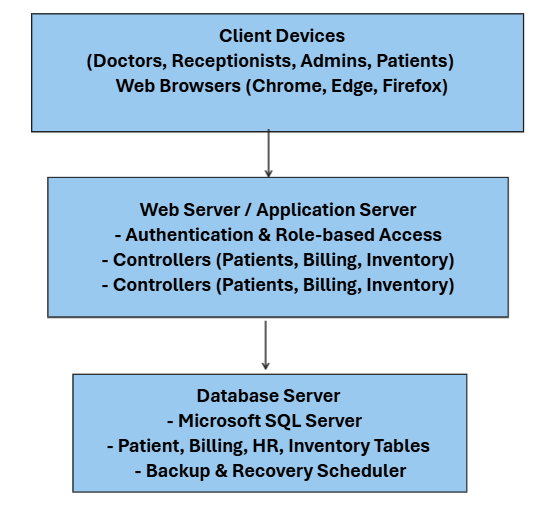 Client Devices
(Doctors, Receptionists, Admins, Patients)
Web Browsers (Chrome, Edge, Firefox)
Web Server / Application Server
- Authentication & Role-based Access
- Controllers (Patients, Billing, Inventory)
- Controllers (Patients, Billing, Inventory)
Database Server
- Microsoft SQL Server
- Patient, Billing, HR, Inventory Tables
- Backup & Recovery Scheduler